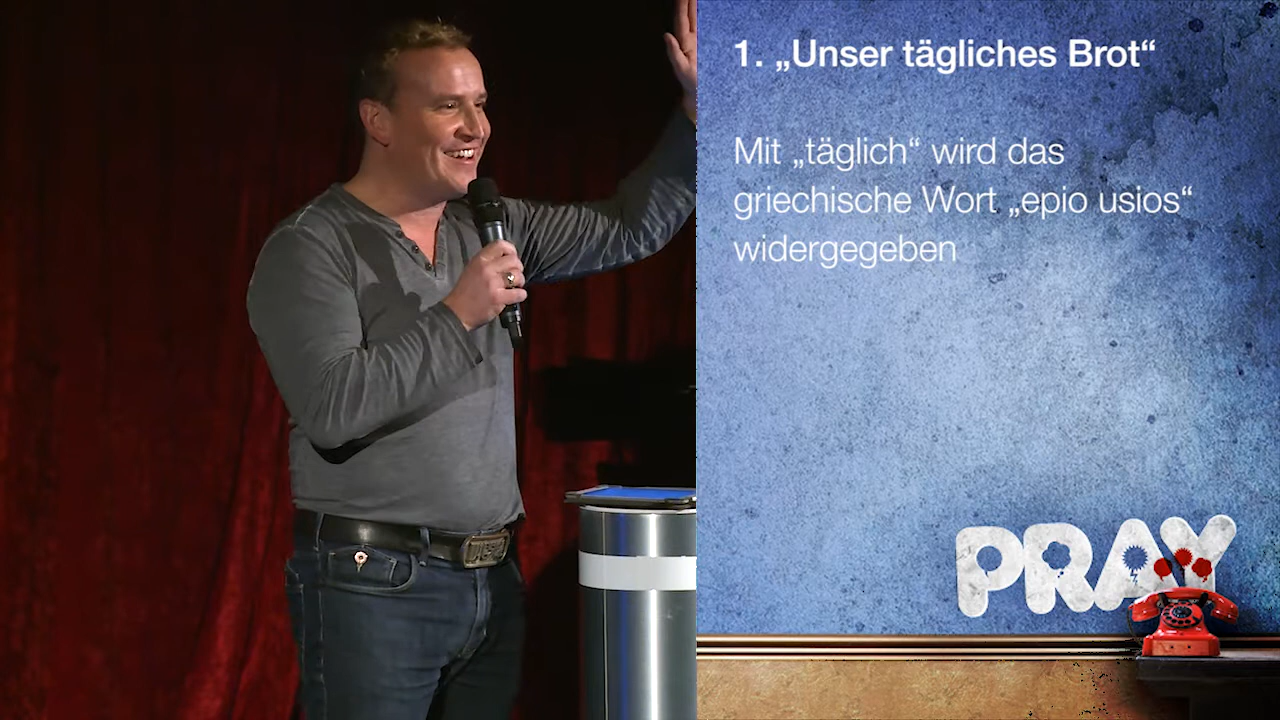 1. „Unser tägliches Brot“
Mit „täglich“ wird das
griechische Wort „epio usios“
widergegeben
PRAY